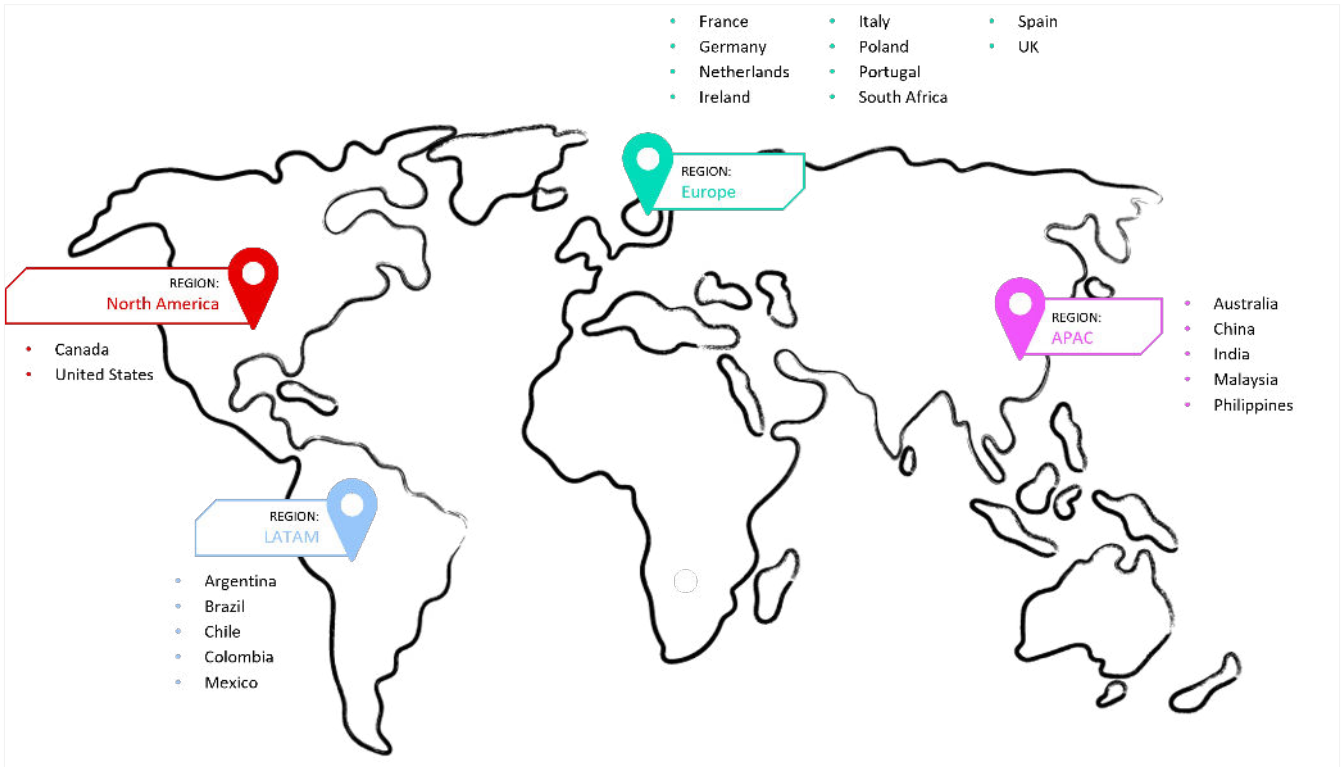 France
Germany
Netherlands
Ireland
Italy
Poland
Portugal
South Africa
Spain
UK
REGION:
Europe
REGION:
North America
Canada
United States
REGION:
APAC
Australia
China
India
Malaysia
Philippines
REGION:
LATAM
Argentina
Brazil
Chile
Colombia
Mexico